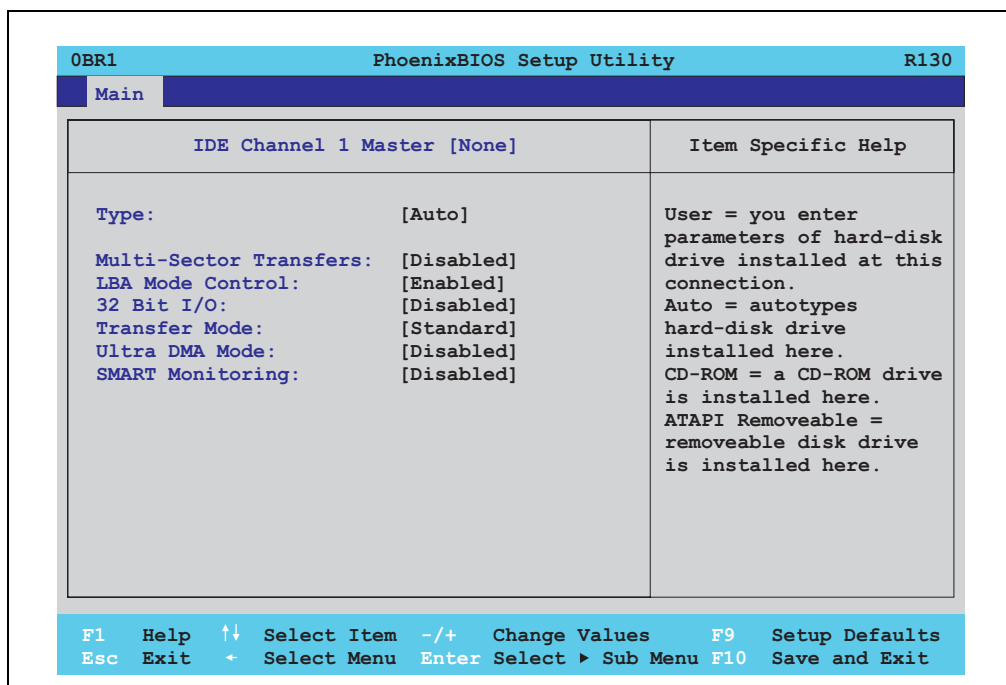 0BR1 PhoenixBIOS Setup Utility R130
Main
IDE Channel 1 Master [None]
Item Specific Help
Type: [Auto]
Multi-Sector Transfers: [Disabled]
LBA Mode Control: [Enabled]
32 Bit I/O: [Disabled]
Transfer Mode: [Standard]
Ultra DMA Mode: [Disabled]
SMART Monitoring: [Disabled]
User = you enter
parameters of hard-disk
drive installed at this
connection.
Auto = autotypes
hard-disk drive
installed here.
CD-ROM = a CD-ROM drive
is installed here.
ATAPI Removeable =
removeable disk drive
is installed here.
F1 Help ↑↓ Select Item -/+ Change Values F9 Setup Defaults
Esc Exit ← Select Menu Enter Select ▶ Sub Menu F10 Save and Exit